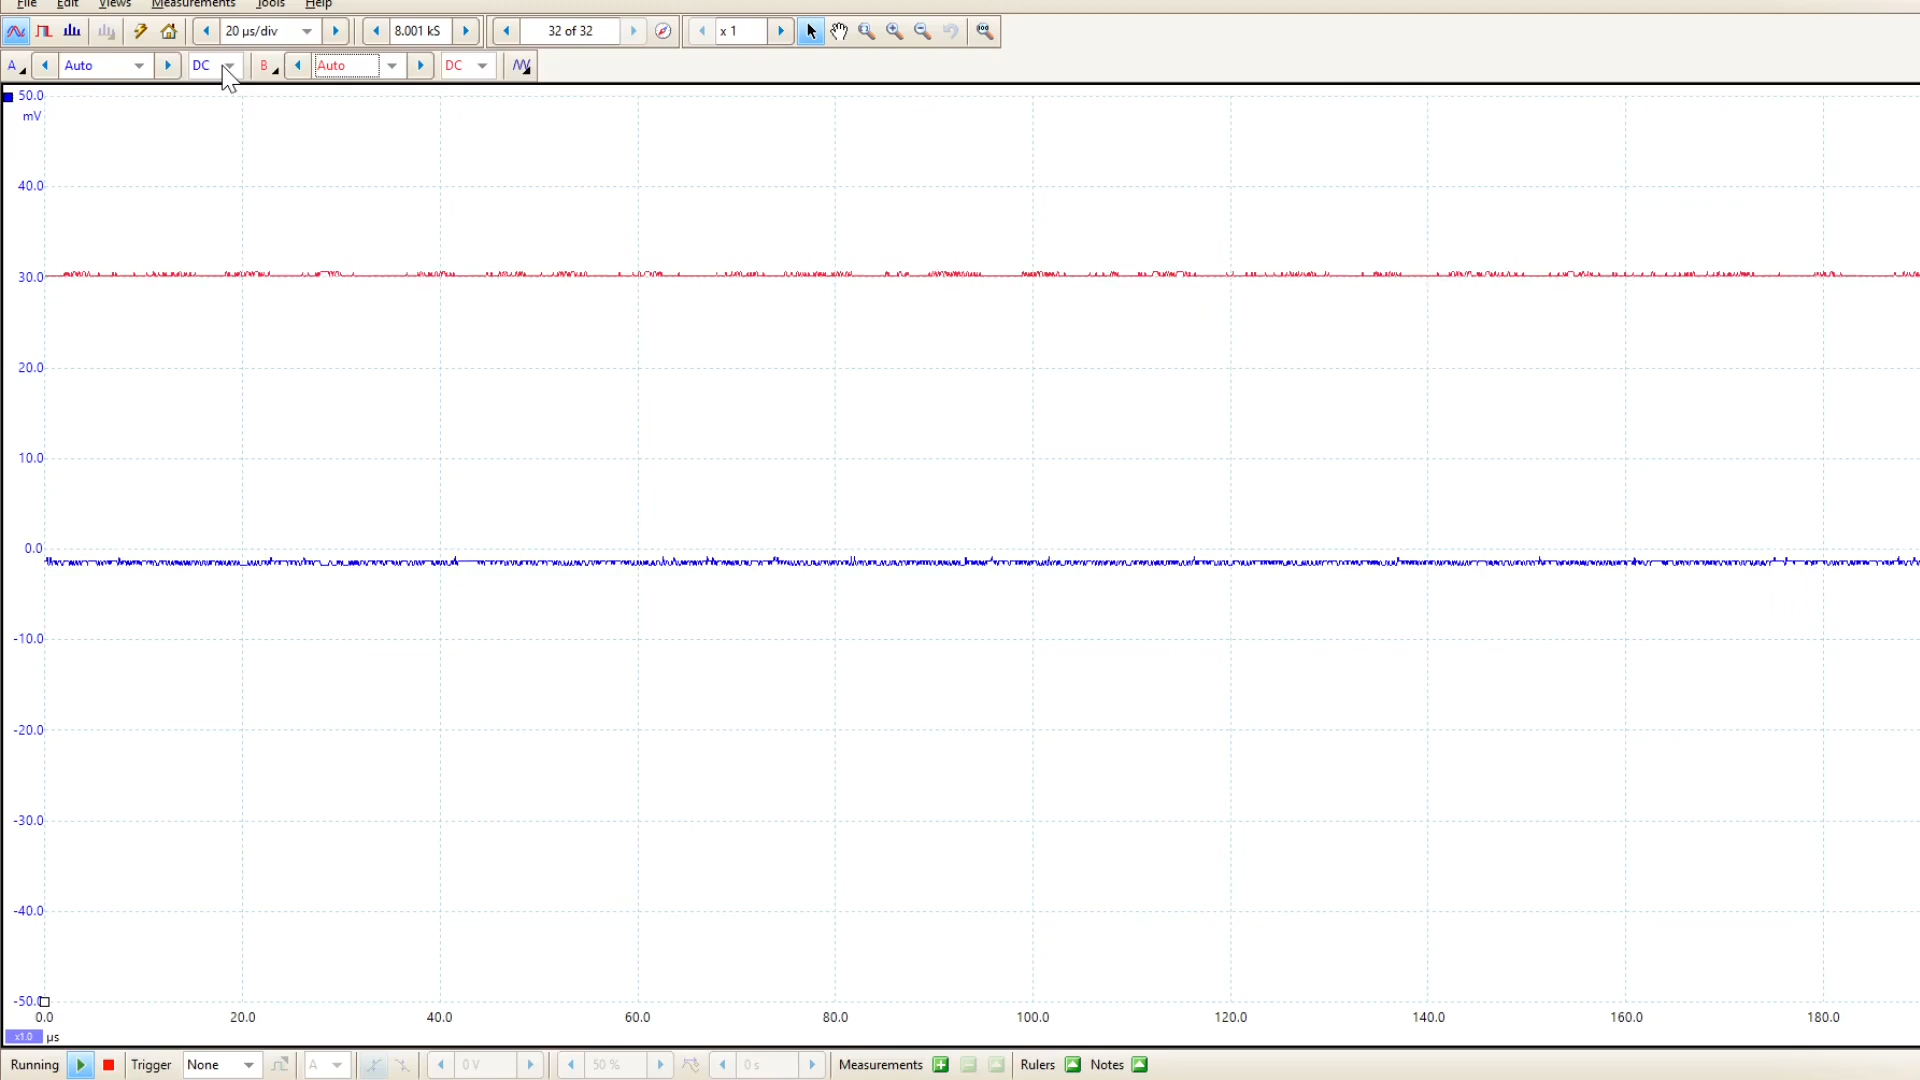 File Edit Views Measurements Tools Help
20 µs/div 8.001 kS 32 of 32 x 1
A Auto DC B Auto DC
50.0
mV
40.0
30.0
20.0
10.0
0.0
-10.0
-20.0
-30.0
-40.0
-50.0
0.0 20.0 40.0 60.0 80.0 100.0 120.0 140.0 160.0 180.0
x1.0 µs
Running Trigger None A 0 V 50 % 0 s Measurements Rulers Notes